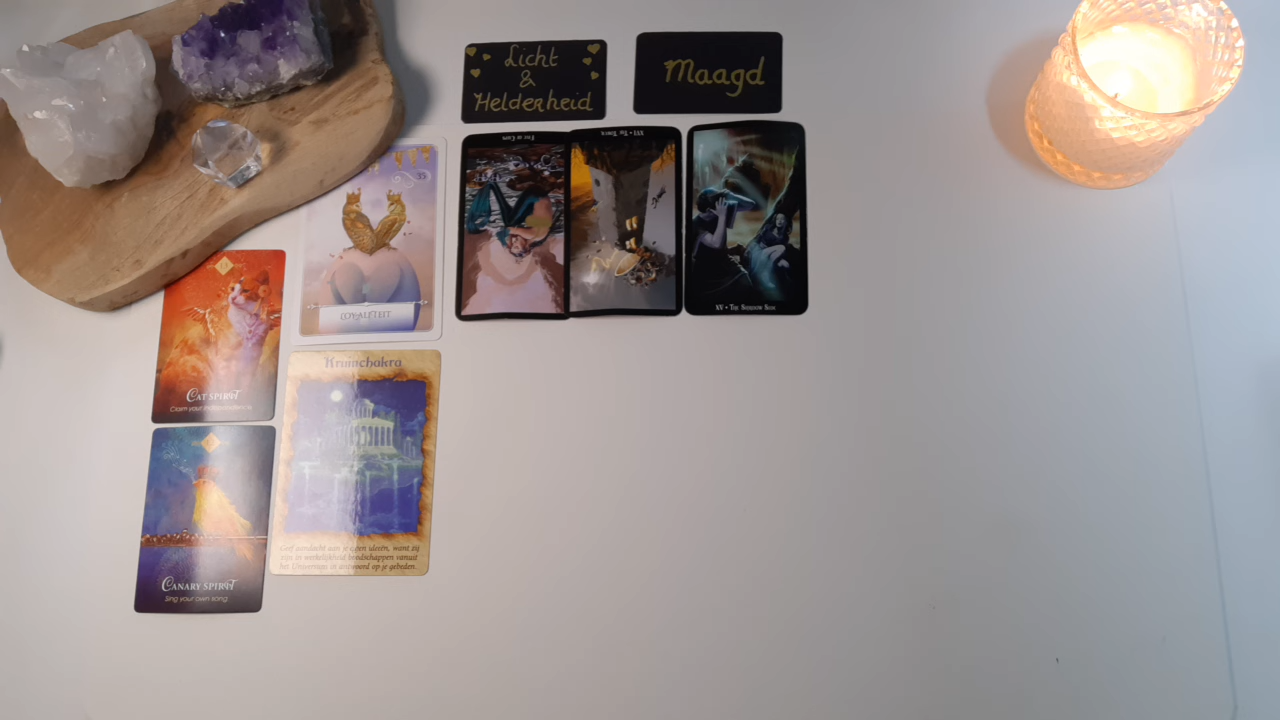 Licht
&
Helderheid
Maagd
Five of Cups
XVI • The Tower
XV • The Shadow Side
35
LOYALITEIT
Cat Spirit
Claim your independence
Kruinchakra
Geef aandacht aan je eigen ideeën, want zij
zijn in werkelijkheid boodschappen vanuit
het Universum in antwoord op je gebeden.
Canary Spirit
Sing your own song